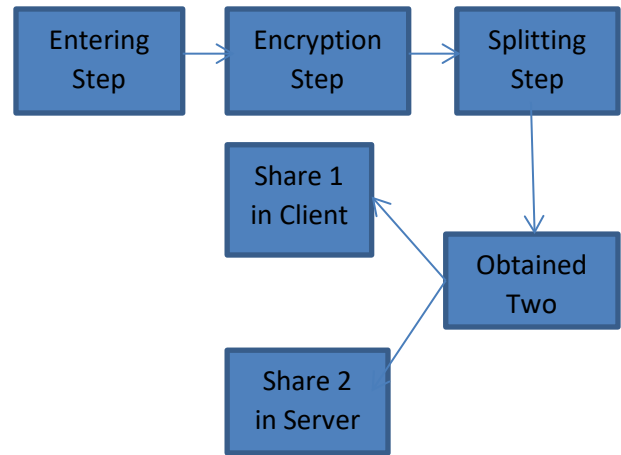 Entering
Step
Encryption
Step
Splitting
Step
Share 1
in Client
Obtained
Two
Share 2
in Server